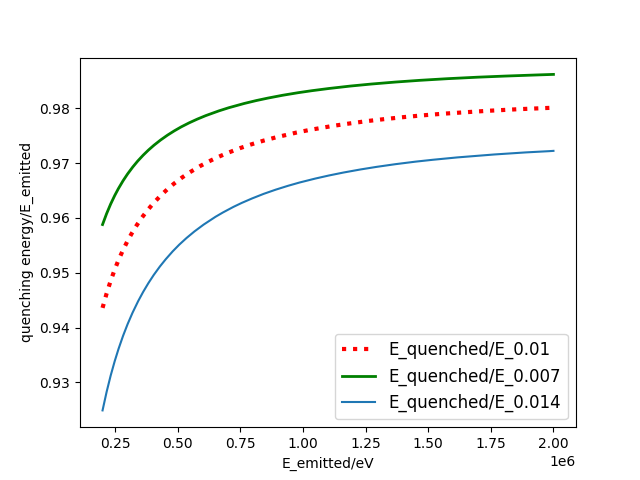 0.98
0.97
0.96
0.95
0.94
0.93
quenching energy/E_emitted
E_quenched/E_0.01
E_quenched/E_0.007
E_quenched/E_0.014
0.25 0.50 0.75 1.00 1.25 1.50 1.75 2.00
1e6
E_emitted/eV